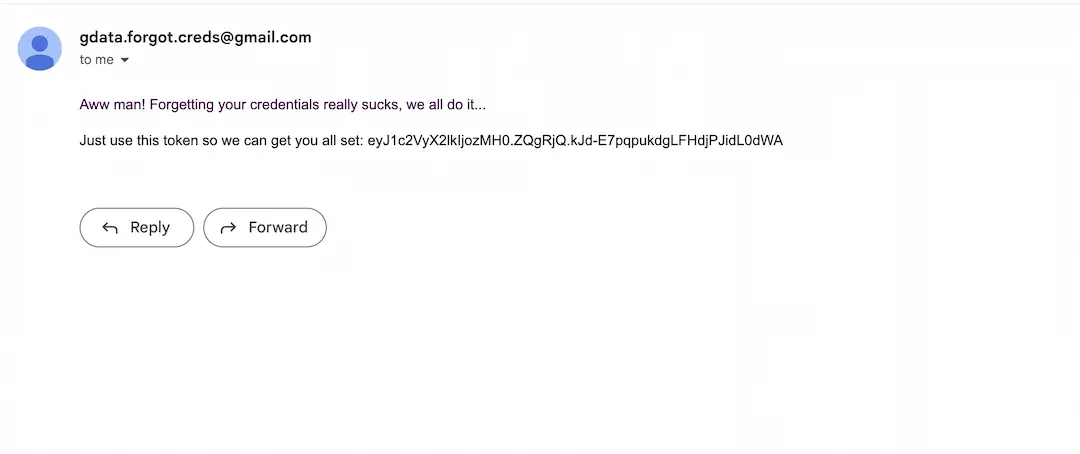 gdata.forgot.creds@gmail.com
to me
Aww man! Forgetting your credentials really sucks, we all do it...
Just use this token so we can get you all set: eyJ1c2VyX2lkIjozMH0.ZQgRjQ.kJd-E7pqpukdgLFHdjPJidL0dWA
Reply
Forward